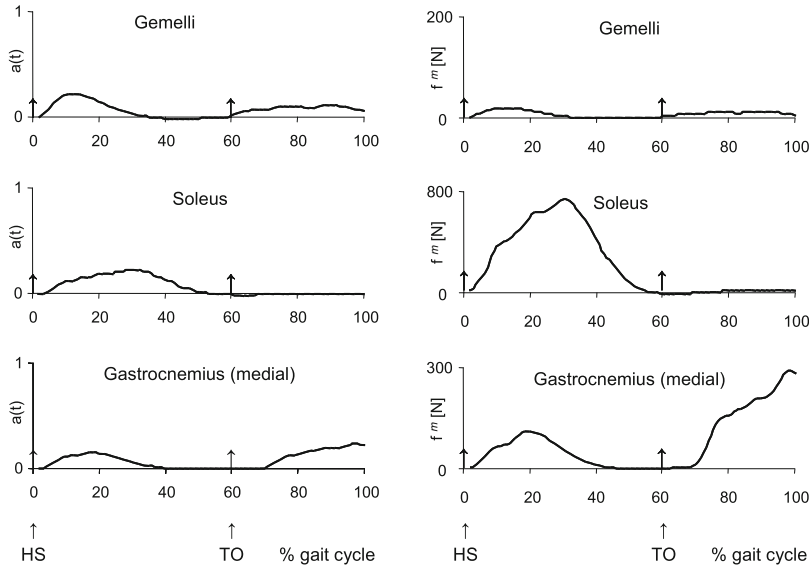 Gemelli
1
a(t)
0
0 20 40 60 80 100
Gemelli
200
f m [N]
0
0 20 40 60 80 100
Soleus
1
a(t)
0
0 20 40 60 80 100
Soleus
800
f m [N]
0
0 20 40 60 80 100
Gastrocnemius (medial)
1
a(t)
0
0 20 40 60 80 100
Gastrocnemius (medial)
300
f m [N]
0
0 20 40 60 80 100
HS TO % gait cycle
HS TO % gait cycle